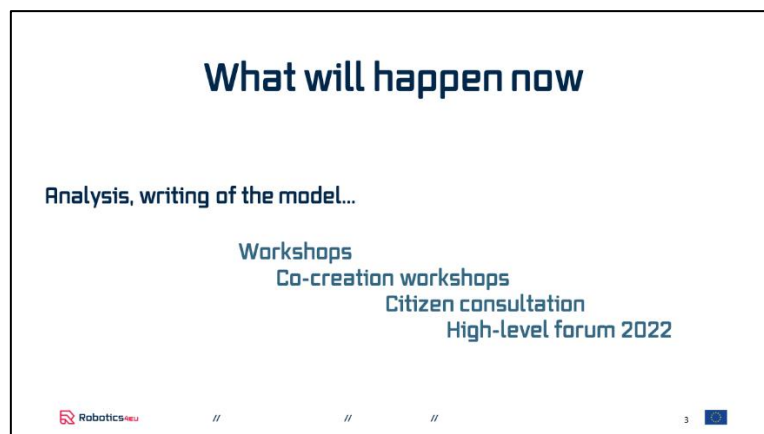 What will happen now
Analysis, writing of the model...
Workshops
Co-creation workshops
Citizen consultation
High-level forum 2022
Robotics4EU // // // 3